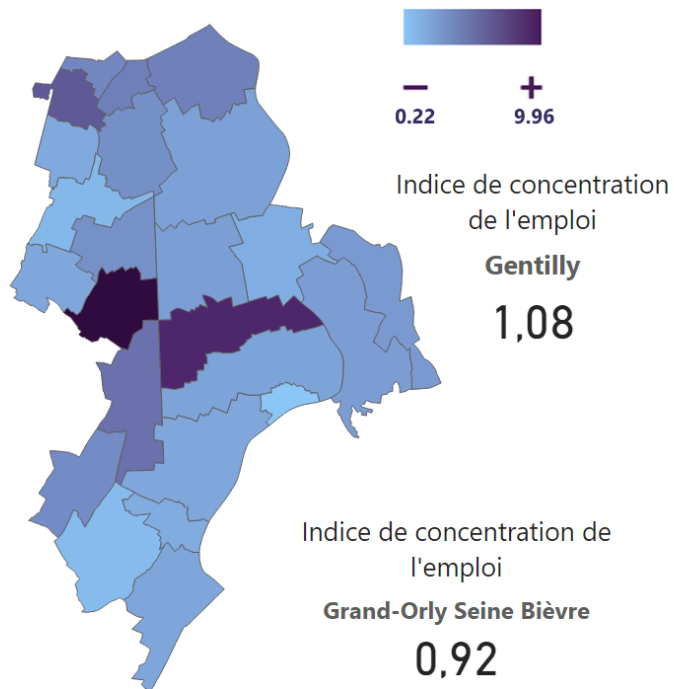 − +
0.22 9.96
Indice de concentration
de l'emploi
Gentilly
1,08
Indice de concentration de
l'emploi
Grand-Orly Seine Bièvre
0,92